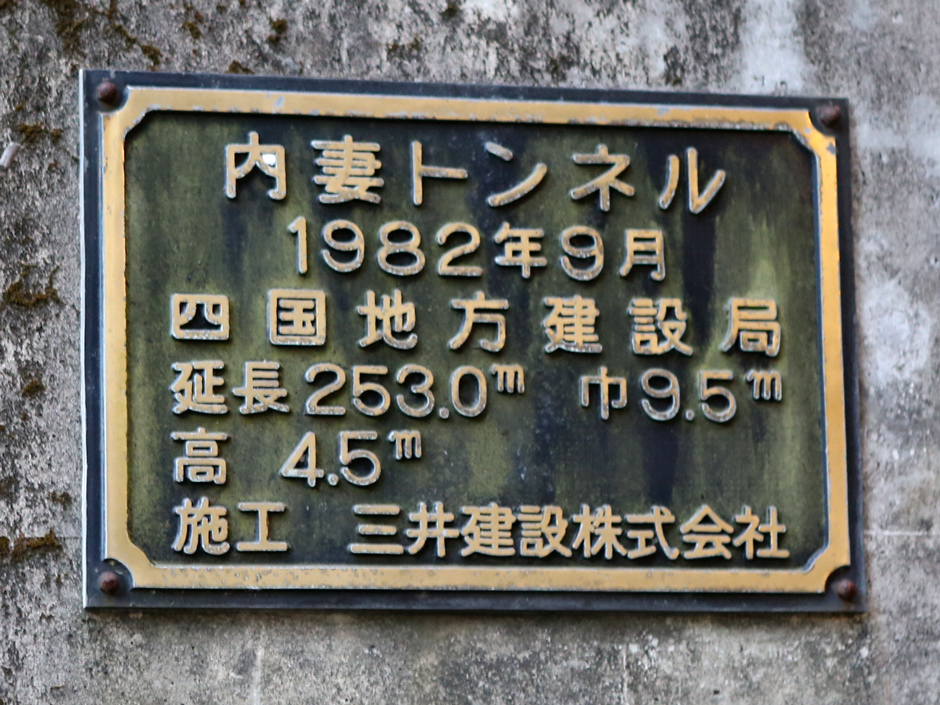 内妻トンネル
1982年9月
四国地方建設局
延長253.0m 巾9.5m
高 4.5m
施工 三井建設株式会社